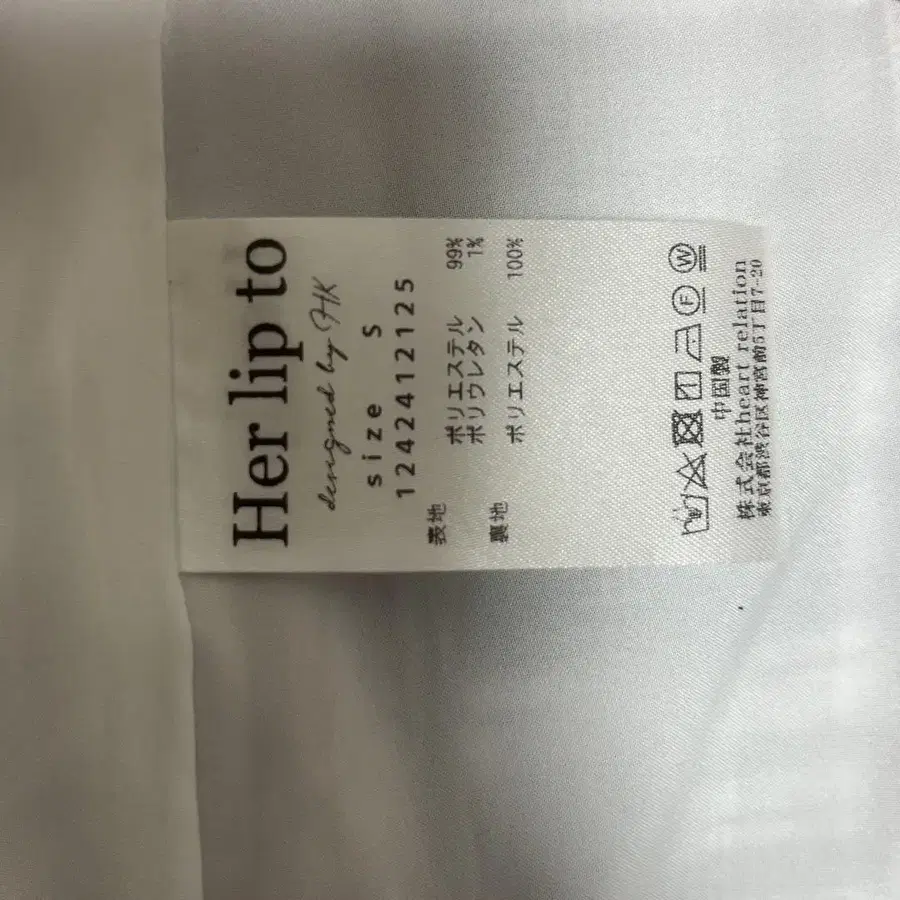 Her lip to
designed by HK
size S
1242412125
表地
ポリエステル 99%
ポリウレタン 1%
裏地
ポリエステル 100%
F W
中国製
株式会社heart relation
東京都渋谷区神宮前5丁目7-20